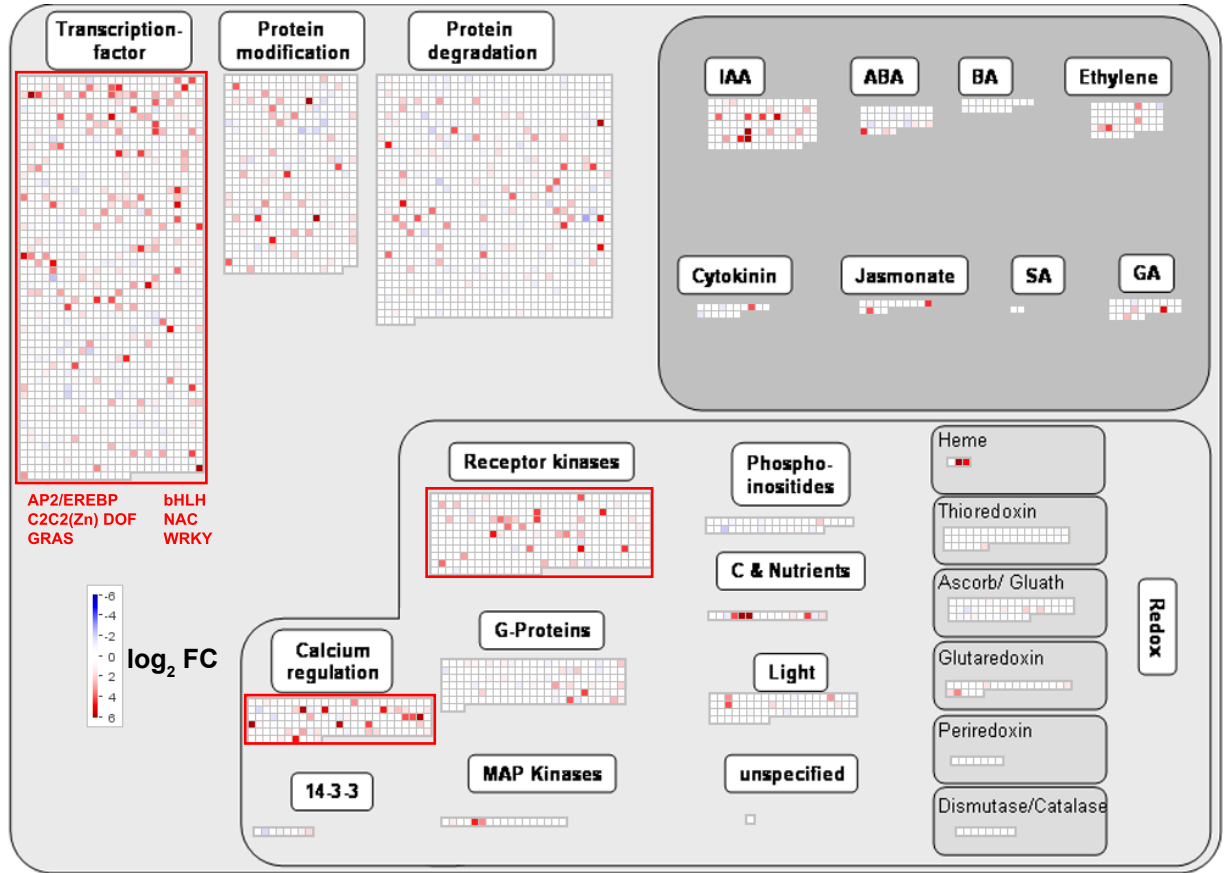 Transcription-
factor
Protein
modification
Protein
degradation
IAA
ABA
BA
Ethylene
Cytokinin
Jasmonate
SA
GA
AP2/EREBP
bHLH
C2C2(Zn) DOF
NAC
GRAS
WRKY
Receptor kinases
Phospho-
inositides
C & Nutrients
G-Proteins
Light
Calcium
regulation
MAP Kinases
unspecified
14-3-3
Heme
Thioredoxin
Ascorb/ Gluath
Glutaredoxin
Periredoxin
Dismutase/Catalase
Redox
-6
-4
-2
0
2
4
6
log2 FC